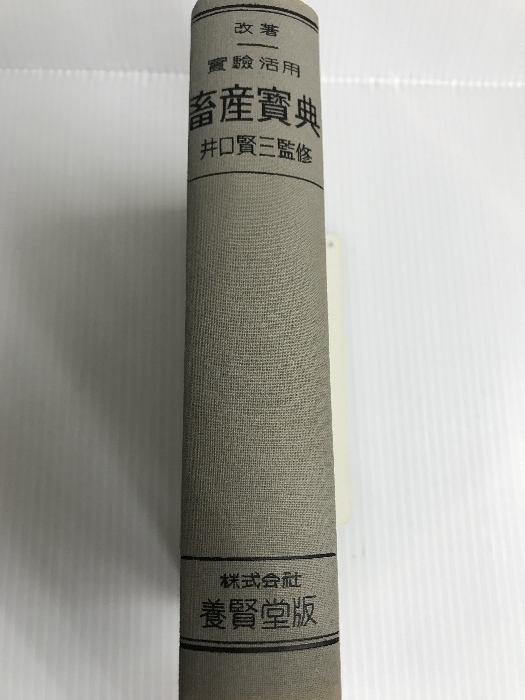 改著
實驗活用
畜産寶典
井口賢三監修
株式会社
養賢堂版